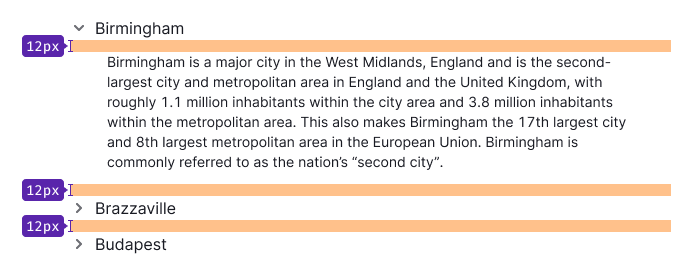 Birmingham
12px
Birmingham is a major city in the West Midlands, England and is the second-
largest city and metropolitan area in England and the United Kingdom, with
roughly 1.1 million inhabitants within the city area and 3.8 million inhabitants
within the metropolitan area. This also makes Birmingham the 17th largest city
and 8th largest metropolitan area in the European Union. Birmingham is
commonly referred to as the nation’s “second city”.
12px
Brazzaville
12px
Budapest